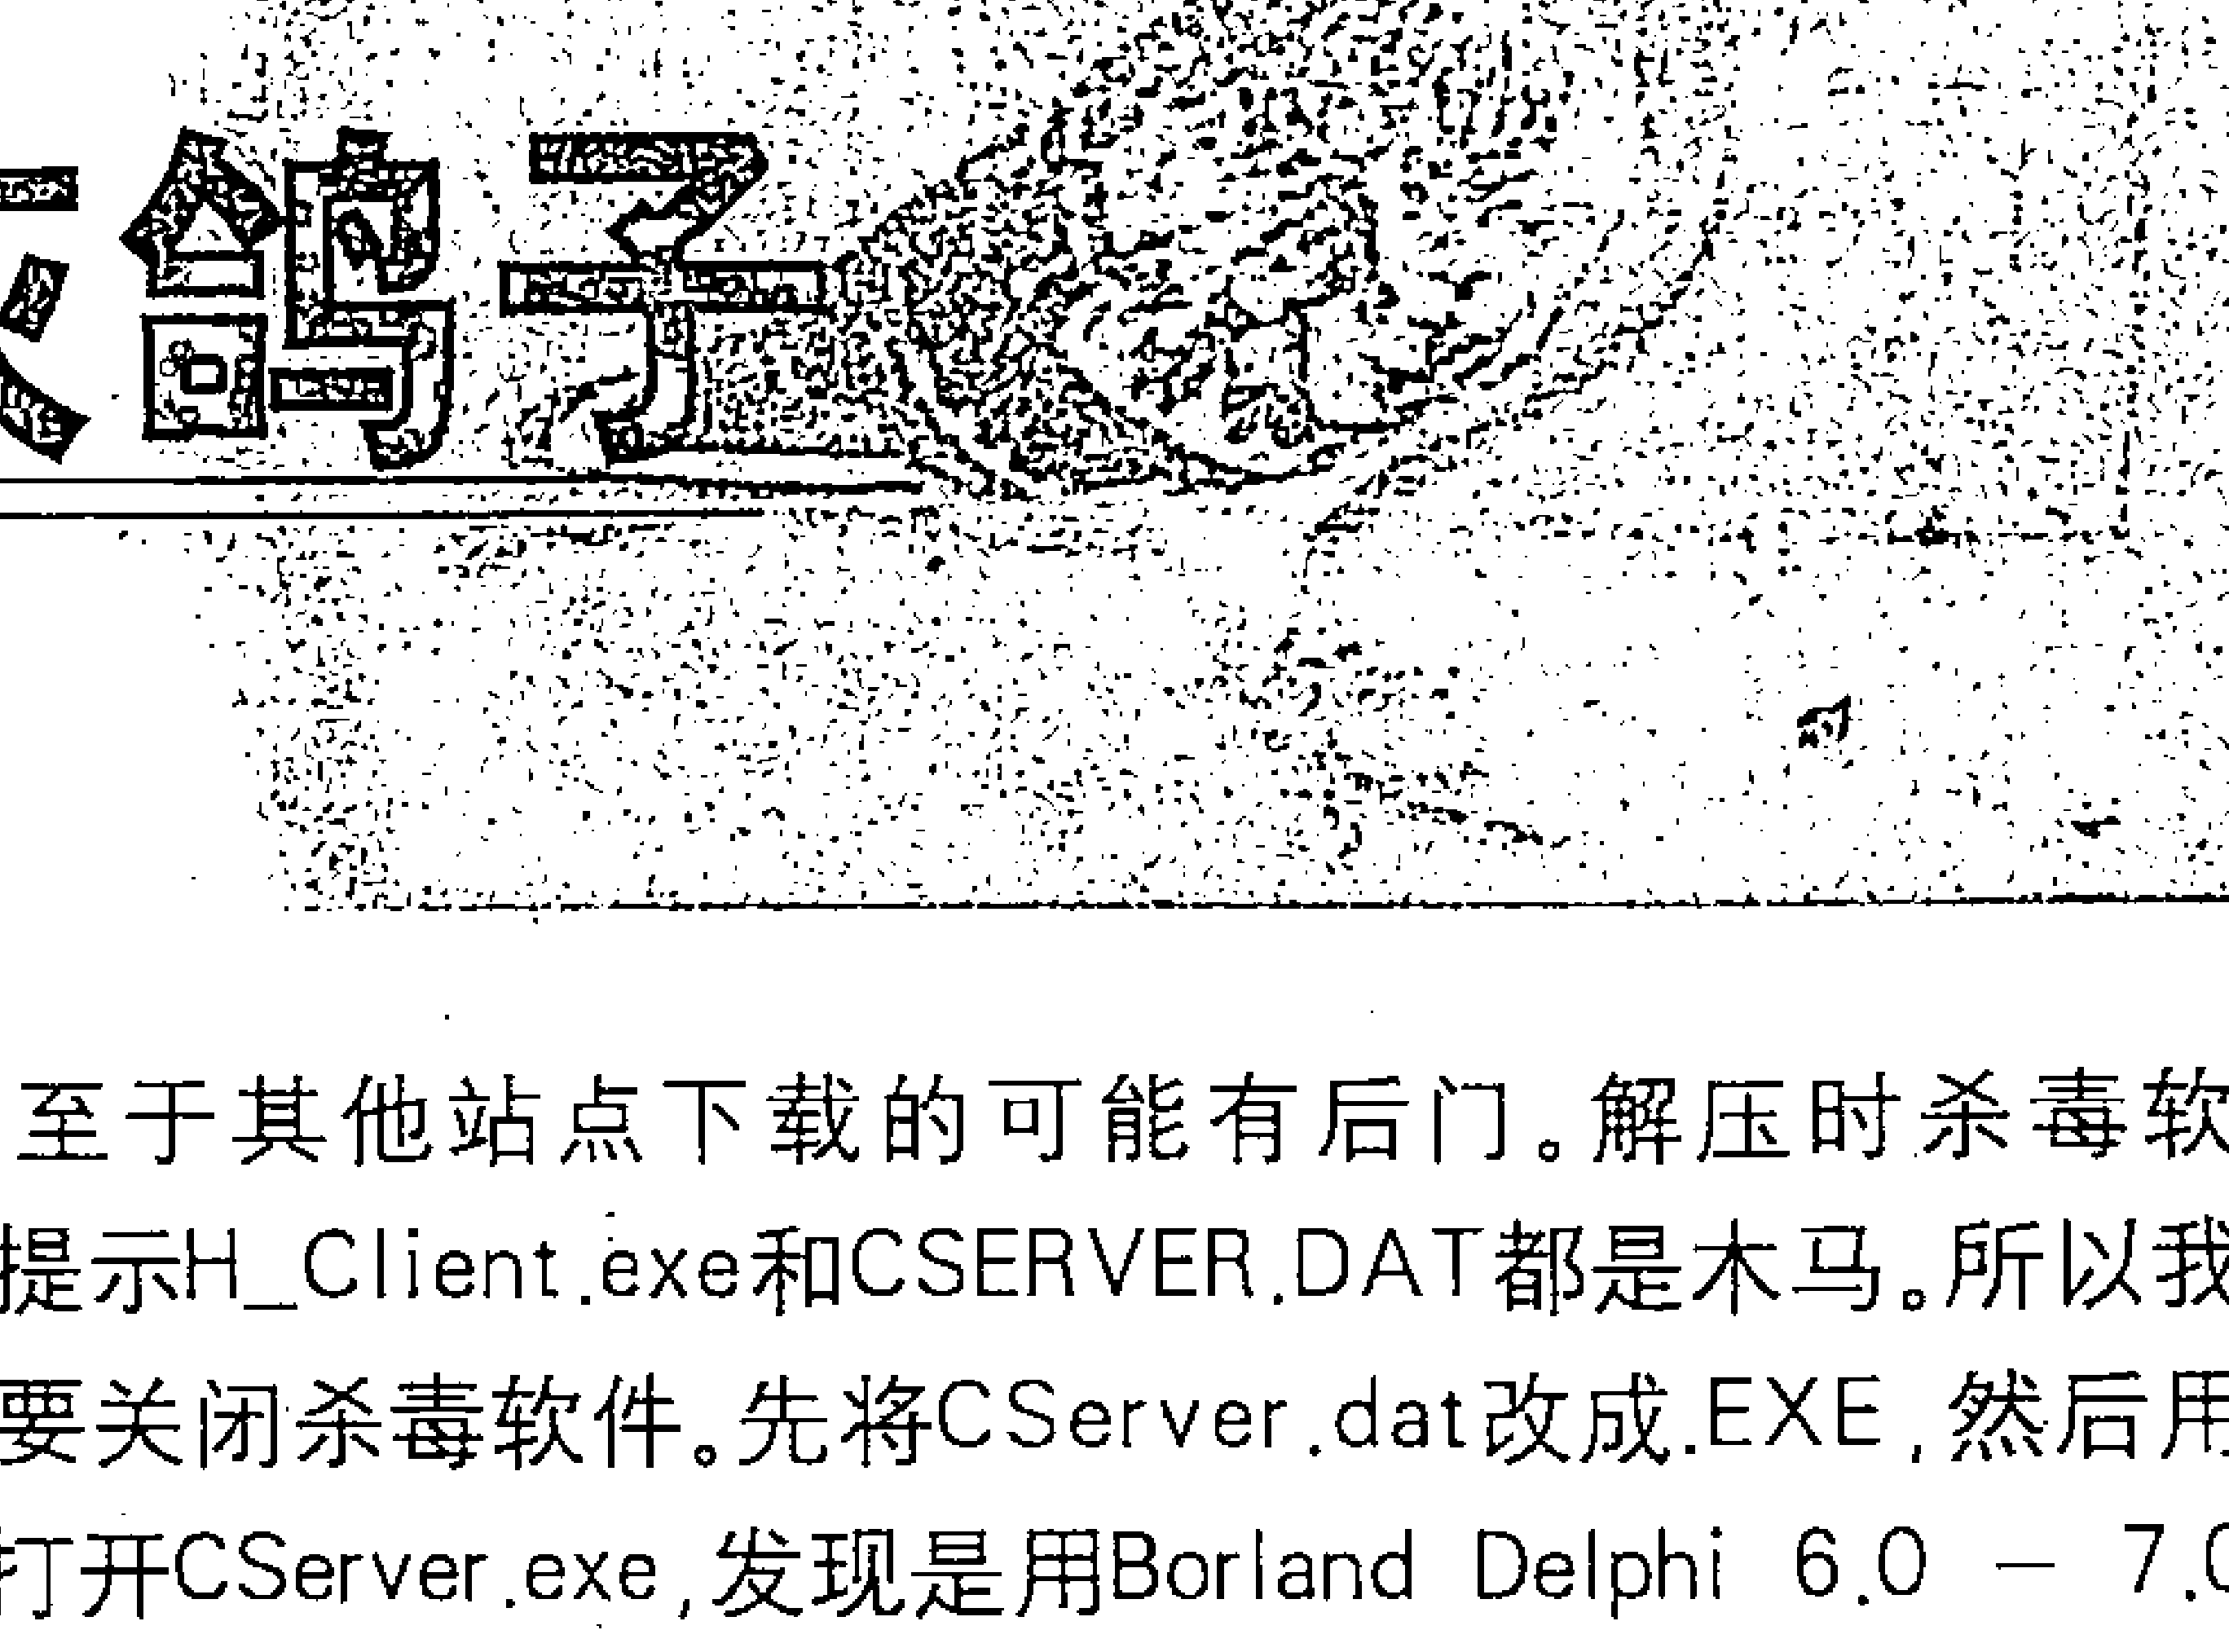 鸽子
至于其他站点下载的可能有后门。解压时杀毒软
提示H_Client.exe和CSERVER.DAT都是木马。所以我
要关闭杀毒软件。先将CServer.dat改成.EXE,然后用
打开CServer.exe,发现是用Borland Delphi 6.0 - 7.0